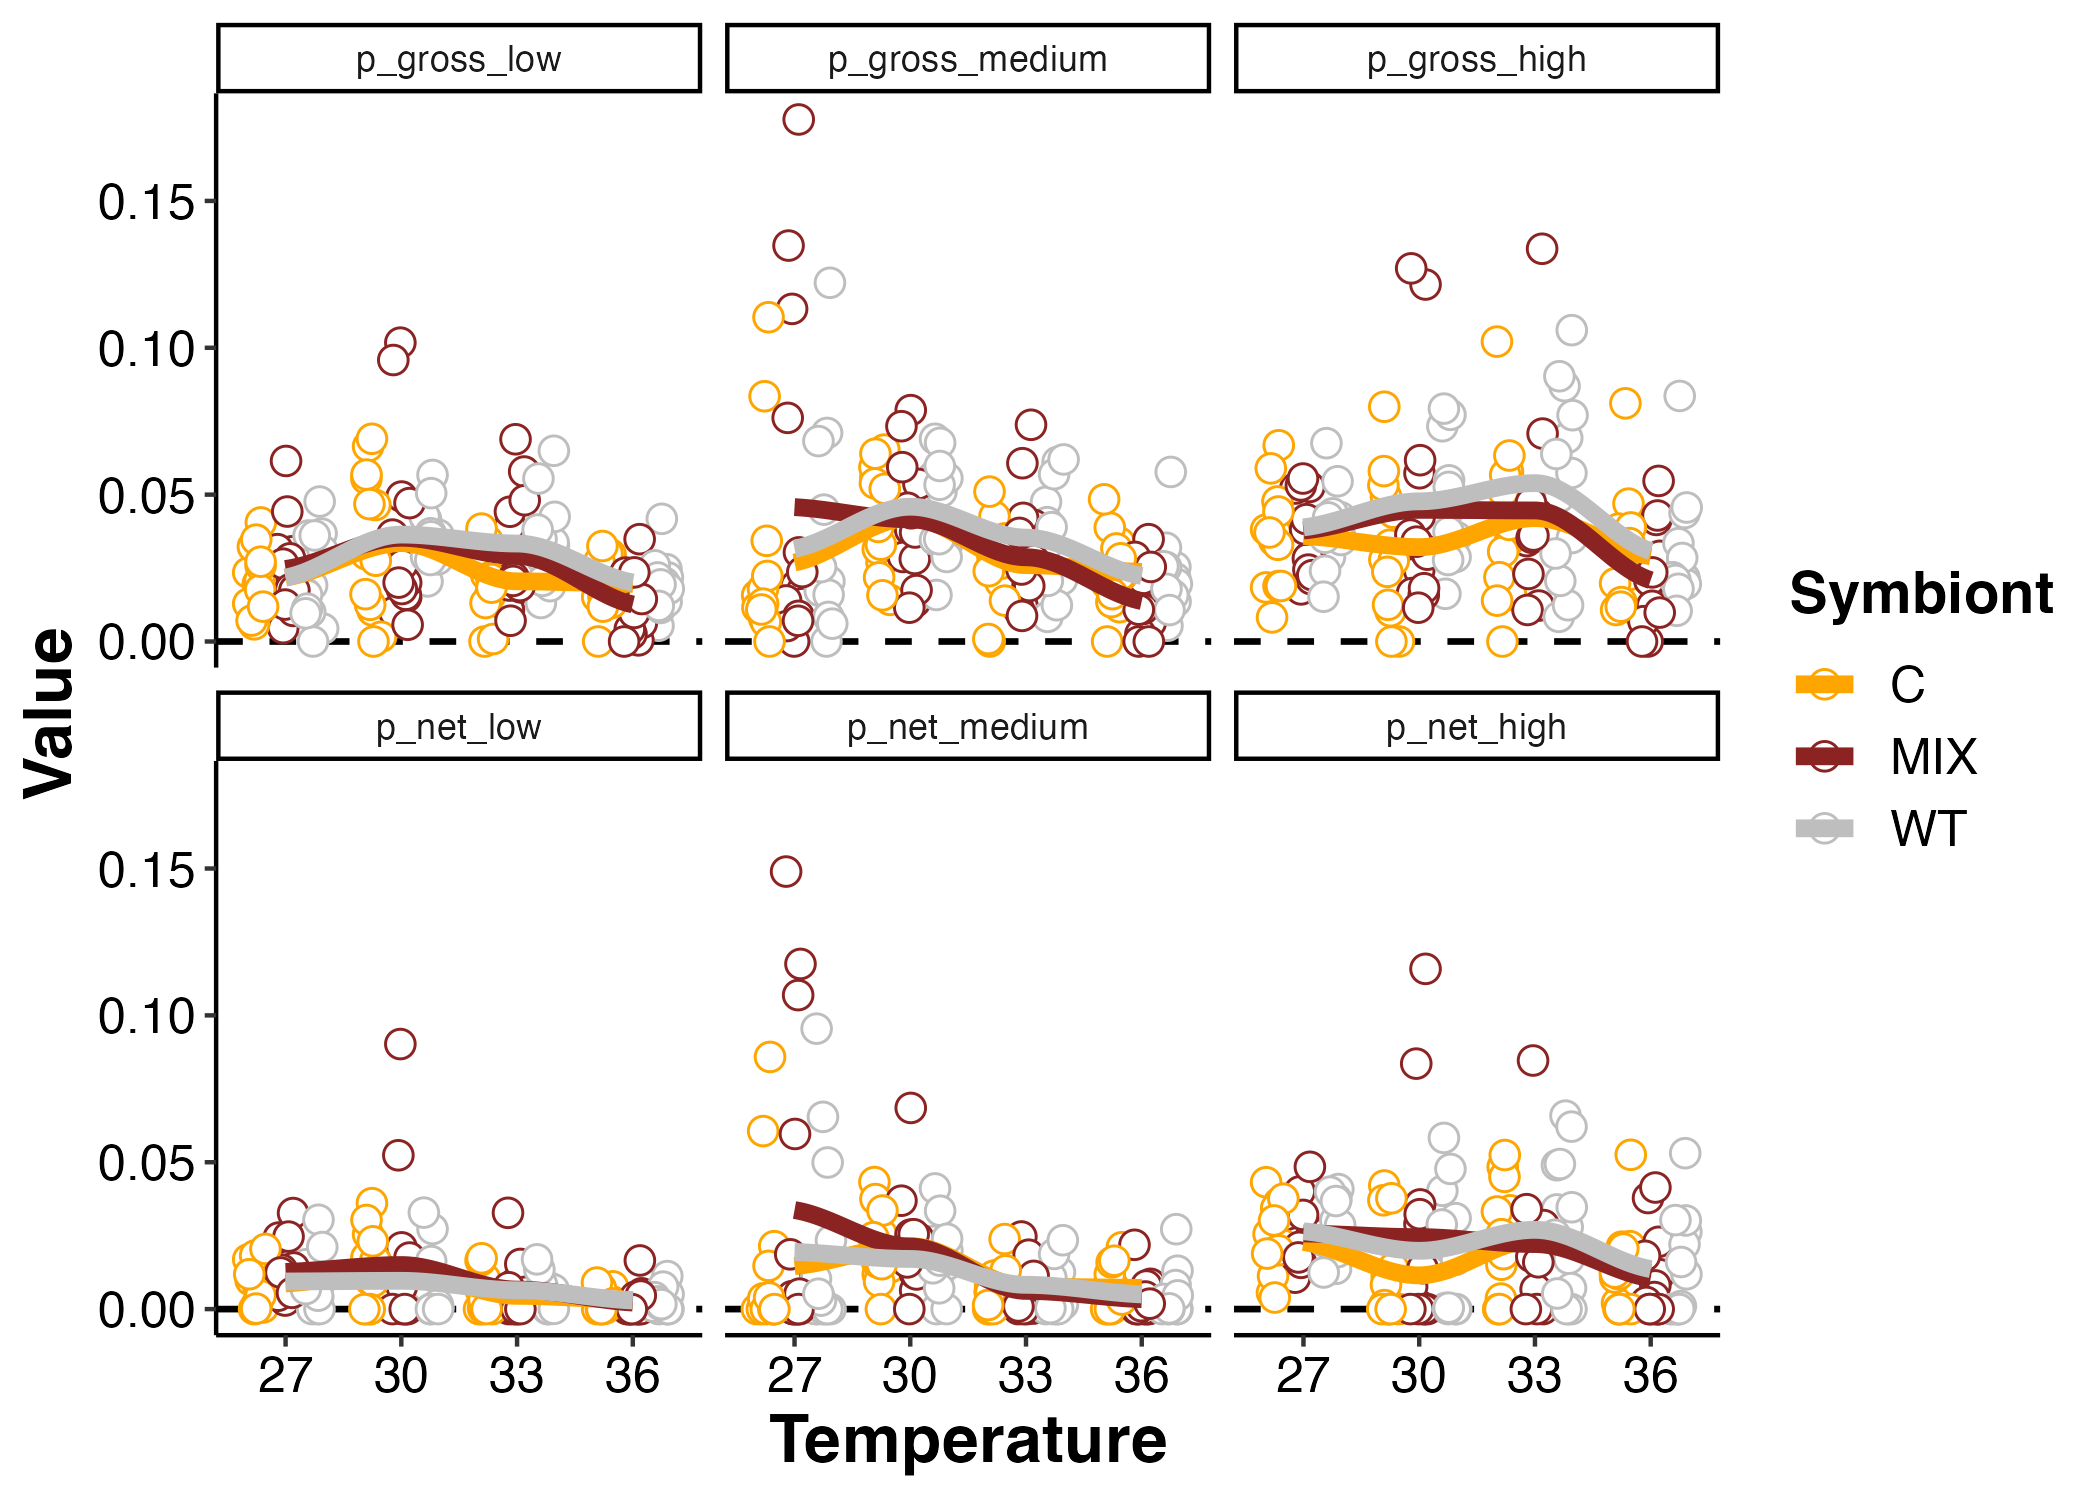 p_gross_low
p_gross_medium
p_gross_high
0.15
0.10
0.05
0.00
Value
p_net_low
p_net_medium
p_net_high
0.15
0.10
0.05
0.00
27 30 33 36
27 30 33 36
27 30 33 36
Temperature
Symbiont
C
MIX
WT